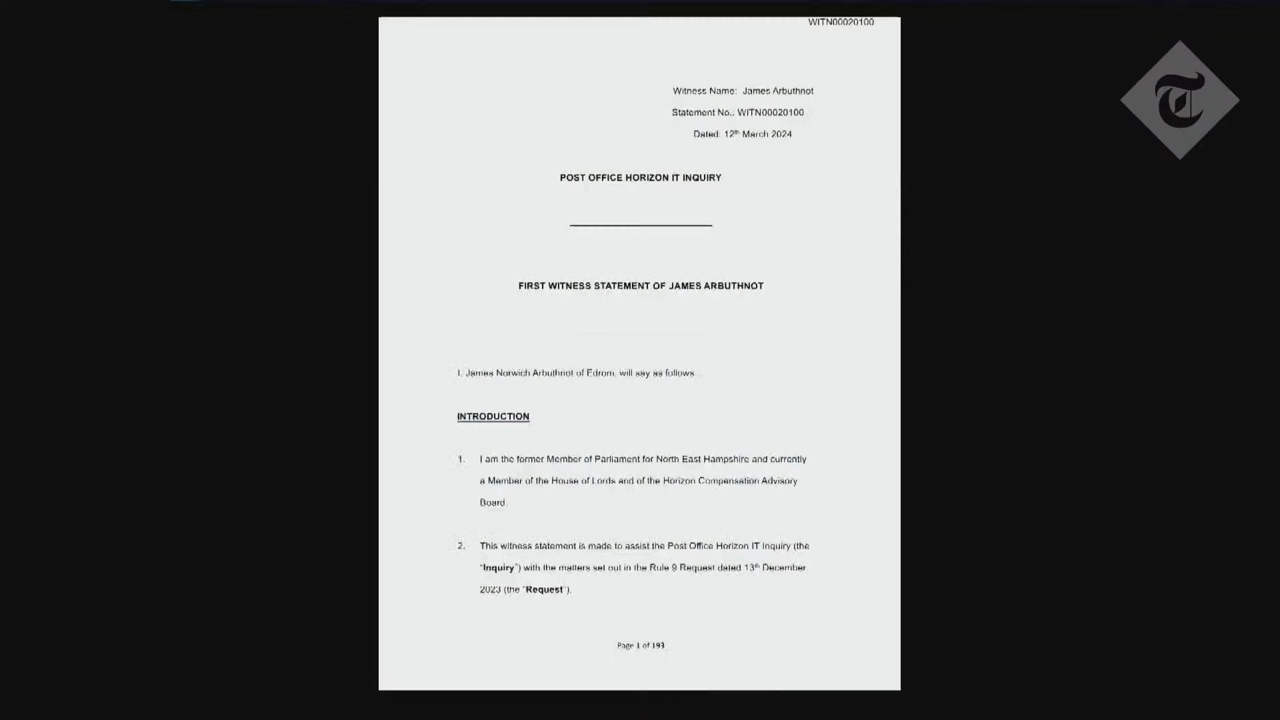 WITN00020100
Witness Name: James Arbuthnot
Statement No.: WITN00020100
Dated: 12th March 2024
POST OFFICE HORIZON IT INQUIRY
FIRST WITNESS STATEMENT OF JAMES ARBUTHNOT
I, James Norwich Arbuthnot of Edrom, will say as follows
INTRODUCTION
1. I am the former Member of Parliament for North East Hampshire and currently
a Member of the House of Lords and of the Horizon Compensation Advisory
Board.
2. This witness statement is made to assist the Post Office Horizon IT Inquiry (the
"Inquiry") with the matters set out in the Rule 9 Request dated 13th December
2023 (the "Request").
Page 1 of 193
T